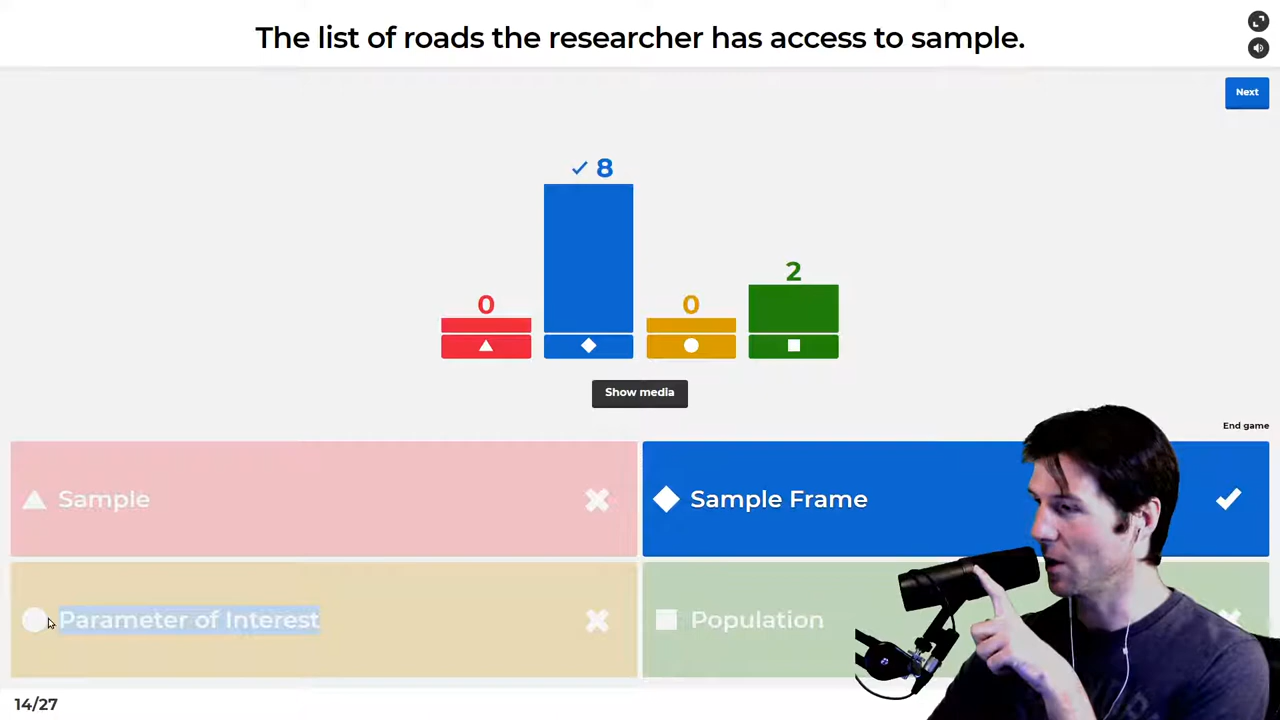 The list of roads the researcher has access to sample.
Next
8
2
0
0
Show media
End game
Sample
Sample Frame
Parameter of Interest
Population
14/27